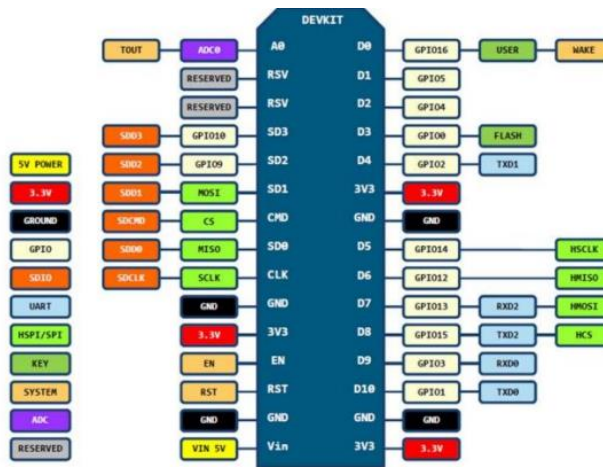 DEVKIT
TOUT ADC0 A0 D0 GPIO16 USER WAKE
RESERVED RSV D1 GPIO5
RESERVED RSV D2 GPIO4
SDD3 GPIO10 SD3 D3 GPIO0 FLASH
5V POWER SDD2 GPIO9 SD2 D4 GPIO2 TXD1
3.3V SDD1 MOSI SD1 3V3 3.3V
GROUND SDCMD CS CMD GND GND
GPIO SDD0 MISO SD0 D5 GPIO14 HSCLK
SDIO SDCLK SCLK CLK D6 GPIO12 HMISO
UART GND GND D7 GPIO13 RXD2 HMOSI
HSPI/SPI 3.3V 3V3 D8 GPIO15 TXD2 HCS
KEY EN EN D9 GPIO3 RXD0
SYSTEM RST RST D10 GPIO1 TXD0
ADC GND GND GND GND
RESERVED VIN 5V Vin 3V3 3.3V